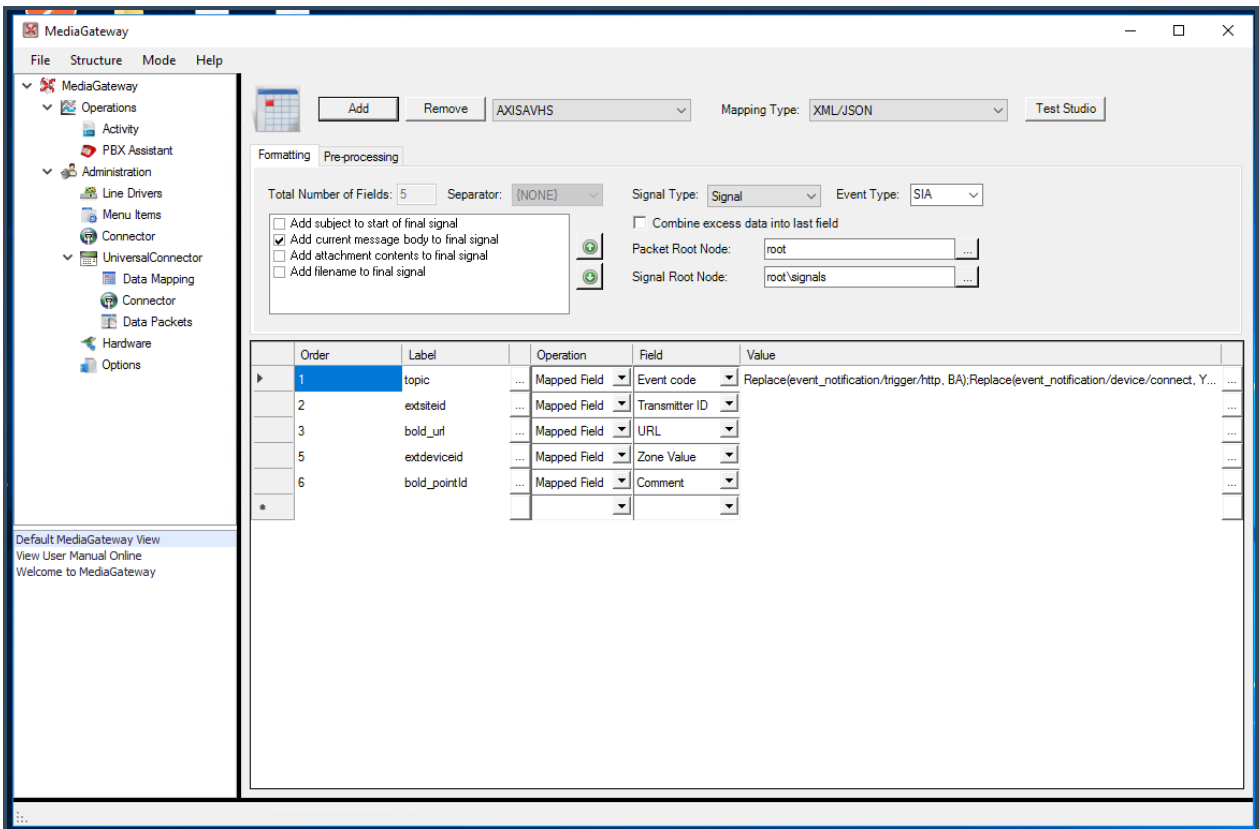 MediaGateway
File Structure Mode Help
MediaGateway
Operations
Activity
PBX Assistant
Administration
Line Drivers
Menu Items
Connector
UniversalConnector
Data Mapping
Connector
Data Packets
Hardware
Options
Default MediaGateway View
View User Manual Online
Welcome to MediaGateway
Add Remove AXISAVHS Mapping Type: XML/JSON Test Studio
Formatting Pre-processing
Total Number of Fields: 5 Separator: {NONE} Signal Type: Signal Event Type: SIA
Add subject to start of final signal
Add current message body to final signal
Add attachment contents to final signal
Add filename to final signal
Combine excess data into last field
Packet Root Node: root ...
Signal Root Node: root\signals ...
Order Label Operation Field Value
1 topic ... Mapped Field Event code Replace(event_notification/trigger/http, BA);Replace(event_notification/device/connect, Y... ...
2 extsiteid ... Mapped Field Transmitter ID ...
3 bold_url ... Mapped Field URL ...
5 extdeviceid ... Mapped Field Zone Value ...
6 bold_pointId ... Mapped Field Comment ...